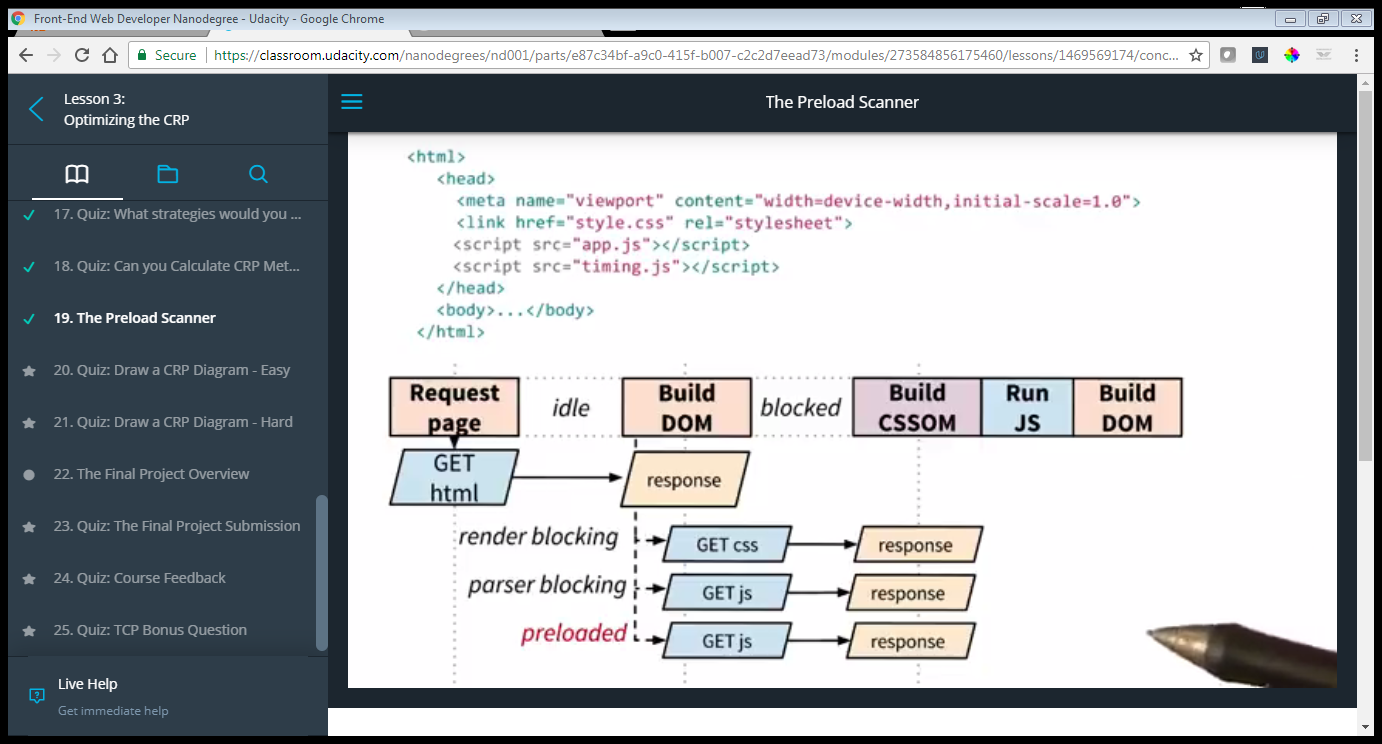 Front-End Web Developer Nanodegree - Udacity - Google Chrome
Secure https://classroom.udacity.com/nanodegrees/nd001/parts/e87c34bf-a9c0-415f-b007-c2c2d7eead73/modules/273584856175460/lessons/1469569174/conc...
Lesson 3:
Optimizing the CRP
17. Quiz: What strategies would you ...
18. Quiz: Can you Calculate CRP Met...
19. The Preload Scanner
20. Quiz: Draw a CRP Diagram - Easy
21. Quiz: Draw a CRP Diagram - Hard
22. The Final Project Overview
23. Quiz: The Final Project Submission
24. Quiz: Course Feedback
25. Quiz: TCP Bonus Question
Live Help
Get immediate help
The Preload Scanner
<html>
<head>
<meta name="viewport" content="width=device-width,initial-scale=1.0">
<link href="style.css" rel="stylesheet">
<script src="app.js"></script>
<script src="timing.js"></script>
</head>
<body>...</body>
</html>
Request page
idle
Build DOM
blocked
Build CSSOM
Run JS
Build DOM
GET html
response
render blocking
GET css
response
parser blocking
GET js
response
preloaded
GET js
response